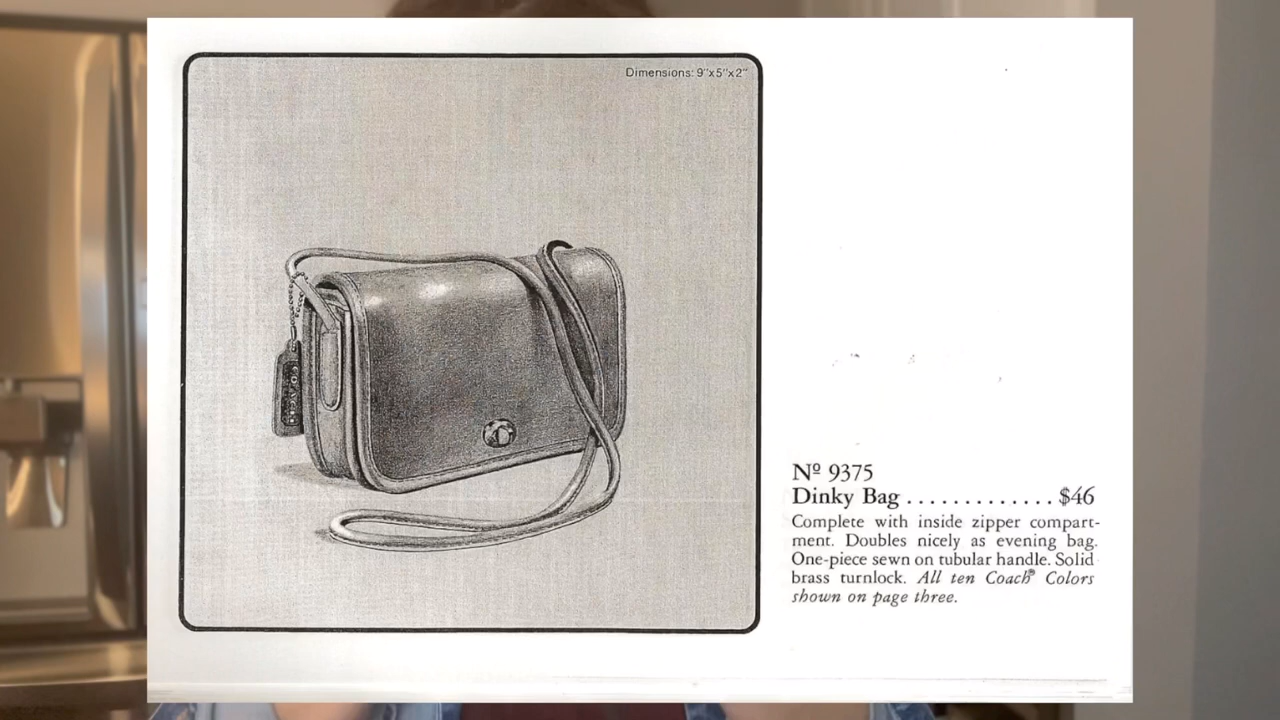 Dimensions: 9"x5"x2"
COACH
Nº 9375
Dinky Bag ............. $46
Complete with inside zipper compart-
ment. Doubles nicely as evening bag.
One-piece sewn on tubular handle. Solid
brass turnlock. All ten Coach® Colors
shown on page three.